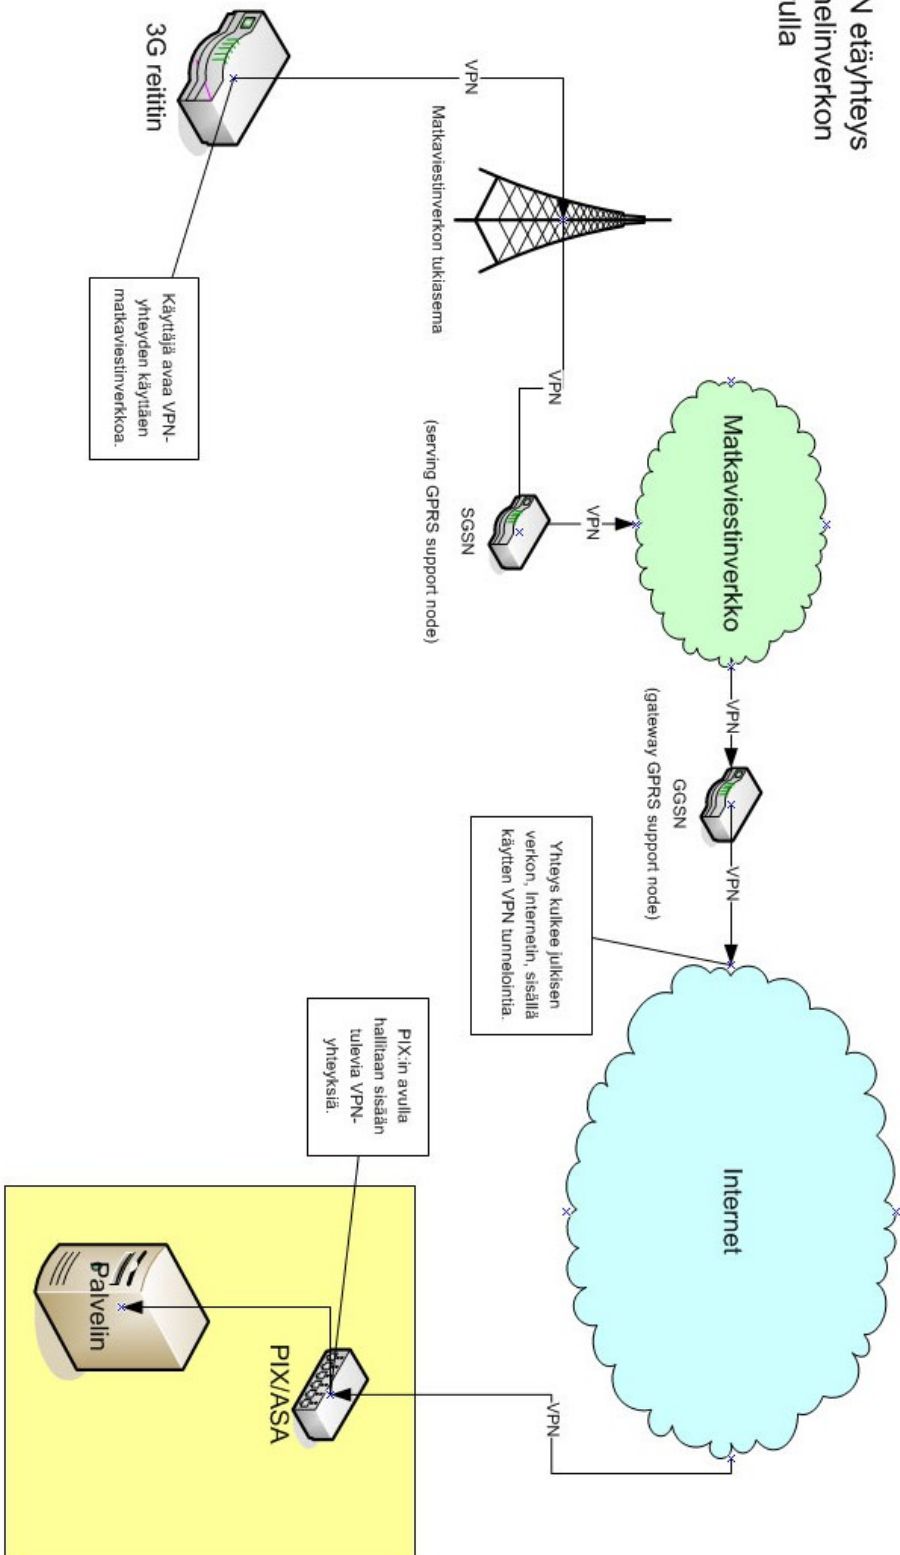 N etäyhteys
nelinverkon
ulla
3G reititin
VPN
Matkaviestinverkon tukiasema
Käyttäjä avaa VPN-
yhteyden käyttäen
matkaviestinverkkoa.
VPN
SGSN
(serving GPRS support node)
VPN
Matkaviestinverkko
VPN
GGSN
(gateway GPRS support node)
VPN
Yhteys kulkee julkisen
verkon, Internetin, sisällä
käytten VPN tunnelointia.
Internet
PIX:in avulla
hallitaan sisään
tulevia VPN-
yhteyksiä.
VPN
PIX/ASA
Palvelin